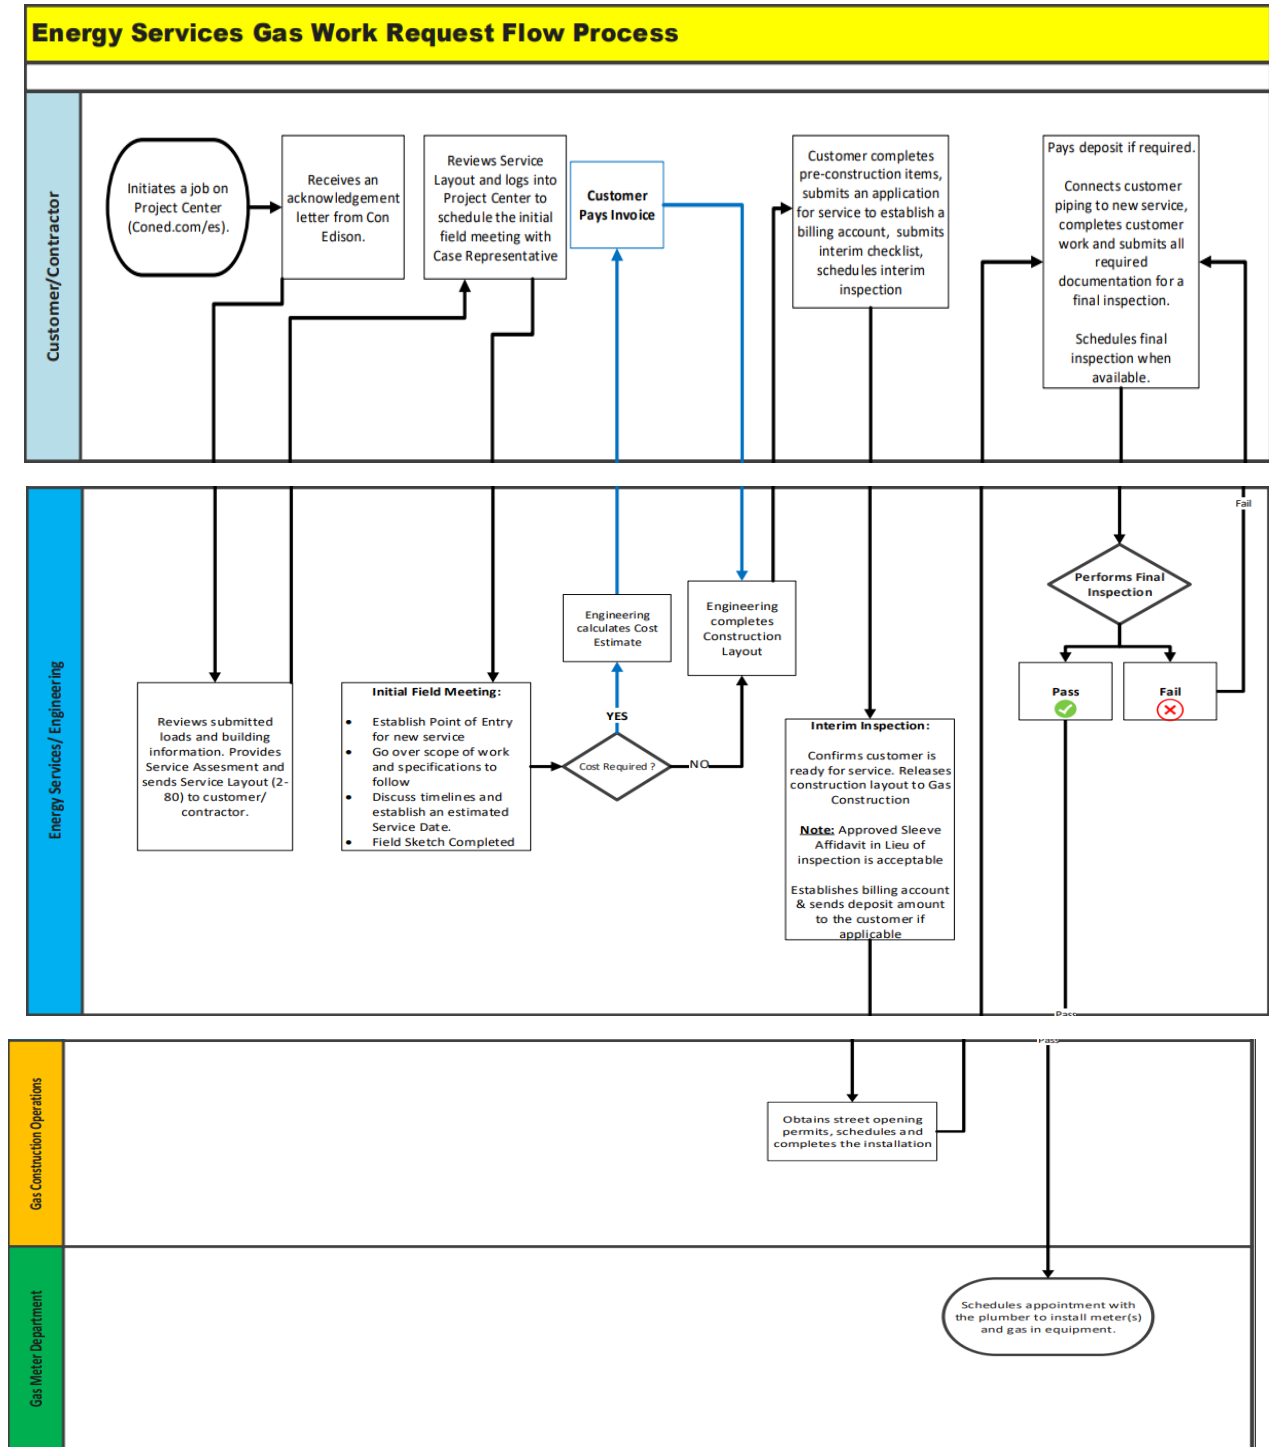 Energy Services Gas Work Request Flow Process
Customer/Contractor
Initiates a job on
Project Center
(Coned.com/es).
Receives an
acknowledgement
letter from Con
Edison.
Reviews Service
Layout and logs into
Project Center to
schedule the initial
field meeting with
Case Representative
Customer
Pays Invoice
Customer completes
pre-construction items,
submits an application
for service to establish a
billing account, submits
interim checklist,
schedules interim
inspection
Pays deposit if required.
Connects customer
piping to new service,
completes customer
work and submits all
required
documentation for a
final inspection.
Schedules final
inspection when
available.
Energy Services/ Engineering
Reviews submitted
loads and building
information. Provides
Service Assesment and
sends Service Layout (2-
80) to customer/
contractor.
Initial Field Meeting:
• Establish Point of Entry
for new service
• Go over scope of work
and specifications to
follow
• Discuss timelines and
establish an estimated
Service Date.
• Field Sketch Completed
Engineering
calculates Cost
Estimate
YES
Cost Required ?
NO
Engineering
completes
Construction
Layout
Interim Inspection:
Confirms customer is
ready for service. Releases
construction layout to Gas
Construction
Note: Approved Sleeve
Affidavit in Lieu of
inspection is acceptable
Establishes billing account
& sends deposit amount
to the customer if
applicable
Performs Final
Inspection
Pass
Fail
Fail
Pass
Gas Construction Operations
Pass
Obtains street opening
permits, schedules and
completes the installation
Gas Meter Department
Schedules appointment with
the plumber to install meter(s)
and gas in equipment.